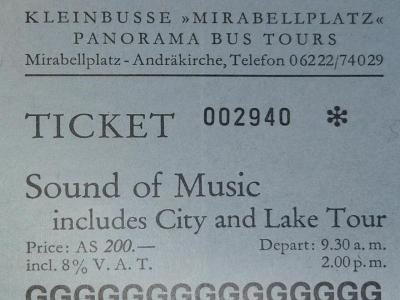 KLEINBUSSE »MIRABELLPLATZ«
PANORAMA BUS TOURS
Mirabellplatz - Andräkirche, Telefon 06222/74029
TICKET 002940 *
Sound of Music
includes City and Lake Tour
Price: AS 200.— Depart: 9.30 a. m.
incl. 8% V. A. T. 2.00 p. m.
GGGGGGGGGGGGGGG